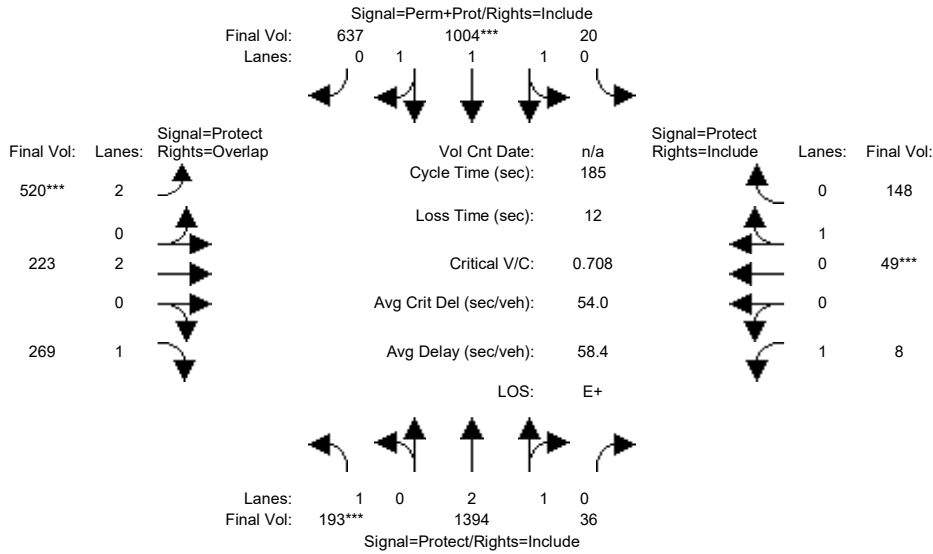 Signal=Perm+Prot/Rights=Include
Final Vol: 637 1004*** 20
Lanes: 0 1 1 1 0
Signal=Protect
Final Vol: Lanes: Rights=Overlap
Signal=Protect
Rights=Include Lanes: Final Vol:
Vol Cnt Date: n/a
Cycle Time (sec): 185
520*** 2
0 148
Loss Time (sec): 12
0
1
223 2
Critical V/C: 0.708
0 49***
0
Avg Crit Del (sec/veh): 54.0
0
269 1
Avg Delay (sec/veh): 58.4
1 8
LOS: E+
Lanes: 1 0 2 1 0
Final Vol: 193*** 1394 36
Signal=Protect/Rights=Include